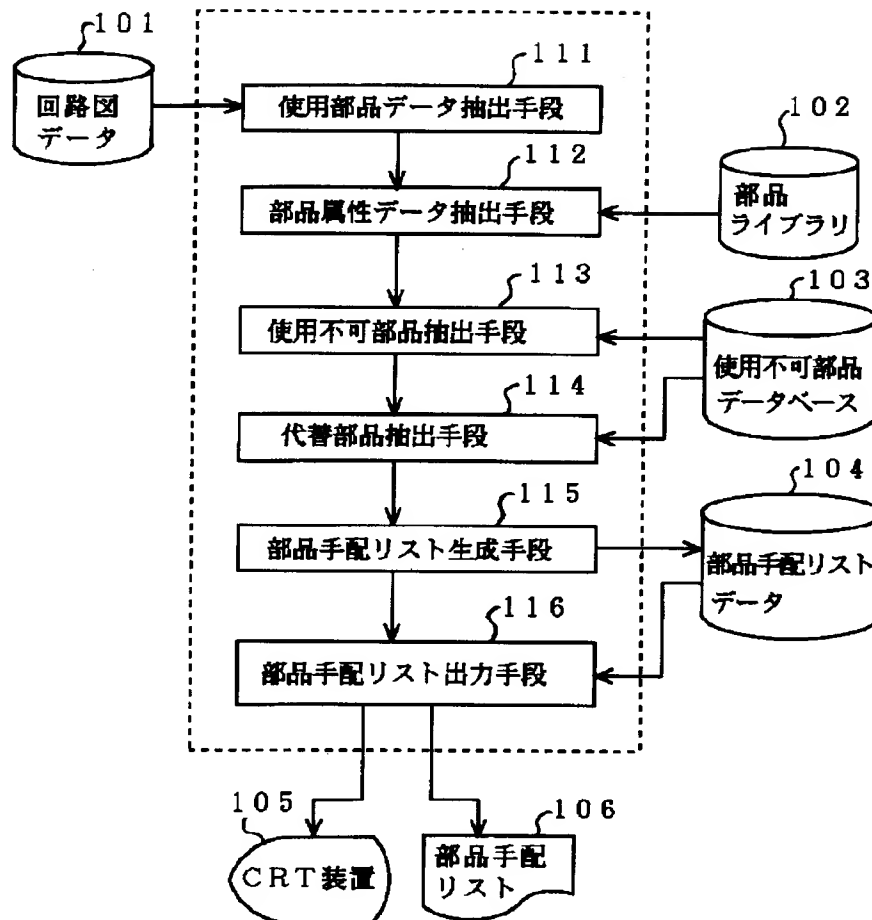 101
回路図
データ
111
使用部品データ抽出手段
112
部品属性データ抽出手段
102
部品
ライブラリ
113
使用不可部品抽出手段
103
使用不可部品
データベース
114
代替部品抽出手段
115
部品手配リスト生成手段
104
部品手配リスト
データ
116
部品手配リスト出力手段
105
CRT装置
106
部品手配
リスト